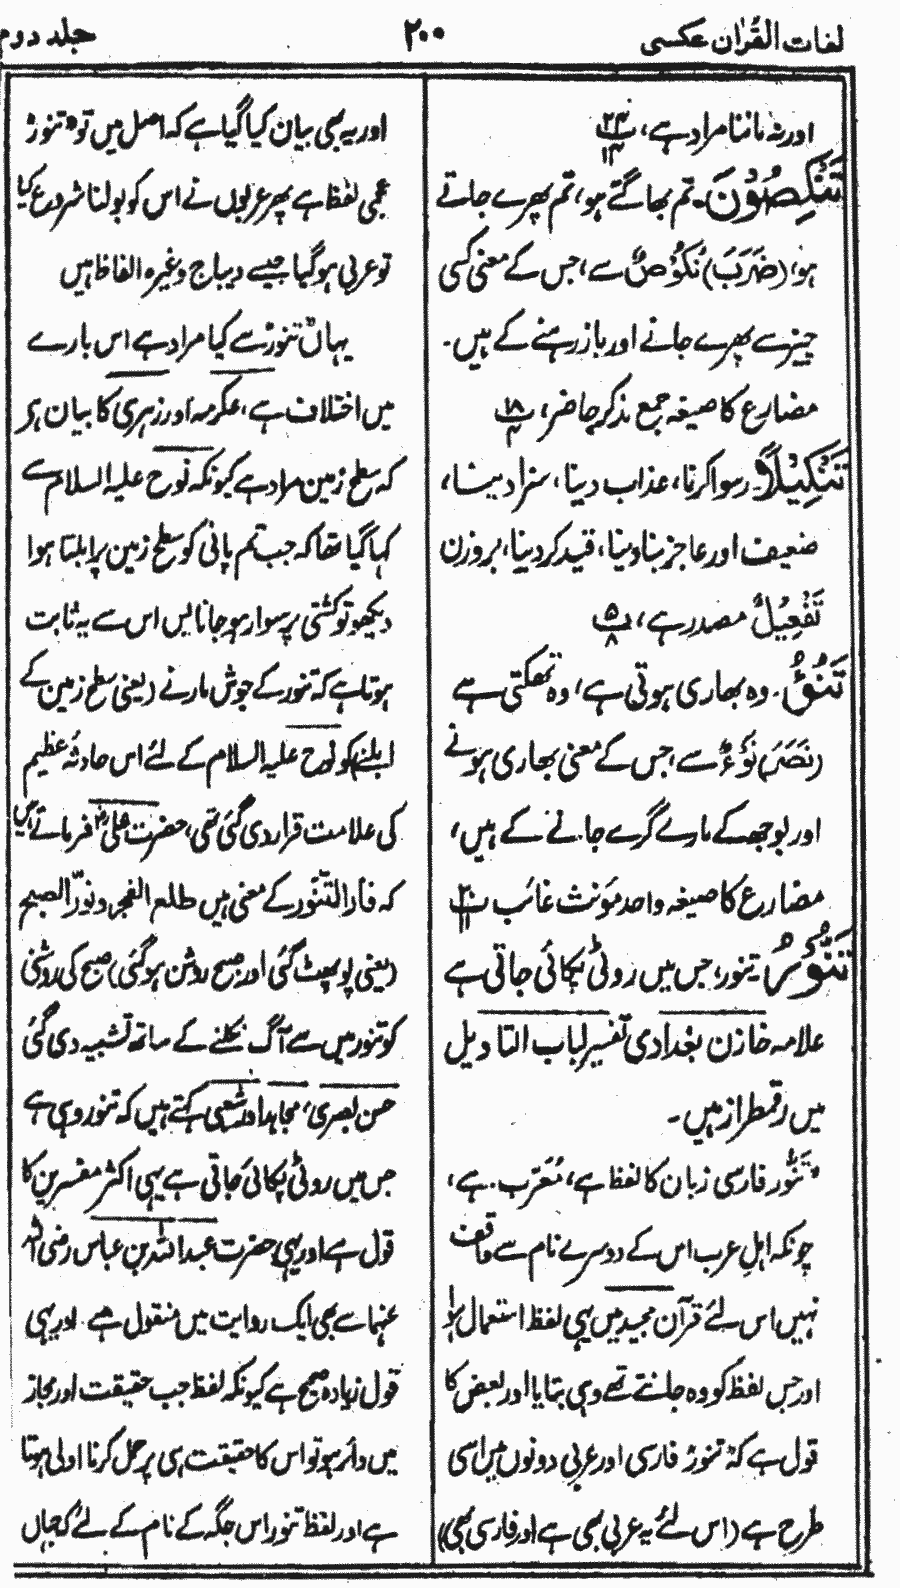 لغات القرآن عکسی
۲۰۰
جلد دوم
اور نہ ماننا مراد ہے، ۲۴ پ ۱۳
تَنْكِصُوْنَ۔ تم بھاگتے ہو، تم پھرے جاتے
ہو، (ضَرَبَ) نُكُوْصٌ سے، جس کے معنی کسی
چیز سے پھرے جانے اور باز رہنے کے ہیں۔
مضارع کا صیغہ جمع مذکر حاضر، ۱۸ پ ۴
تَنْكِيْلًا۔ رسوا کرنا، عذاب دینا، سزا دینا،
ضعیف اور عاجز بنا دینا، قید کر دینا، بروزن
تَفْعِيْلٌ مصدر ہے، ۵ پ ۸
تَنُوْٓءُ۔ وہ بھاری ہوتی ہے، وہ تھکتی ہے
(نَصَرَ) نَوْءٌ سے، جس کے معنی بھاری ہونے
اور بوجھ کے مارے گرے جانے کے ہیں،
مضارع کا صیغہ واحد مؤنث غائب ۲۰ پ ۱۱
تَنُّوْرُ تنور، جس میں روٹی پکائی جاتی ہے
علامہ خازن بغدادی تفسیر لباب التاویل
میں رقمطراز ہیں۔
"تَنُّور فارسی زبان کا لفظ ہے، مُعَرّب ہے،
چونکہ اہلِ عرب اس کے دوسرے نام سے واقف
نہیں اس لئے قرآن مجید میں یہی لفظ استعمال ہوا
اور جس لفظ کو وہ جانتے تھے وہی بتایا اور بعض کا
قول ہے کہ تنور فارسی اور عربی دونوں میں اسی
طرح ہے (اس لئے یہ عربی بھی ہے اور فارسی بھی)
اور یہ بھی بیان کیا گیا ہے کہ اصل میں تو تنور
عجمی لفظ ہے پھر عربوں نے اس کو بولنا شروع کیا
تو عربی ہو گیا جیسے دیباج وغیرہ الفاظ ہیں
یہاں تنور سے کیا مراد ہے اس بارے
میں اختلاف ہے، عکرمہ اور زہری کا بیان ہے
کہ سطح زمین مراد ہے کیونکہ نوح علیہ السلام سے
کہا گیا تھا کہ جب تم پانی کو سطح زمین پر ابلتا ہوا
دیکھو تو کشتی پر سوار ہو جانا پس اس سے یہ ثابت
ہوتا ہے کہ تنور کے جوش مارنے (یعنی سطح زمین کے
ابلنے) کو نوح علیہ السلام کے لئے اس حادثہ عظیم
کی علامت قرار دی گئی تھی، حضرت علیؓ فرماتے ہیں
کہ فار التنّور کے معنی ہیں طلع الفجر و نوّر الصبح
(یعنی پو پھٹ گئی اور صبح روشن ہو گئی) صبح کی روشنی
کو تنور میں سے آگ نکلنے کے ساتھ تشبیہ دی گئی
حسن بصری، مجاہد اور شعبی کہتے ہیں کہ تنور وہی ہے
جس میں روٹی پکائی جاتی ہے یہی اکثر مفسرین کا
قول ہے اور یہی حضرت عبداللہ بن عباس رضی اللہ
عنہما سے بھی ایک روایت میں منقول ہے۔ اور یہی
قول زیادہ صحیح ہے کیونکہ لفظ جب حقیقت اور مجاز
میں دائر ہو تو اس کا حقیقت ہی پر حمل کرنا اولٰی ہوتا
ہے اور لفظ تنور اس جگہ کے نام کے لئے کہ جہاں